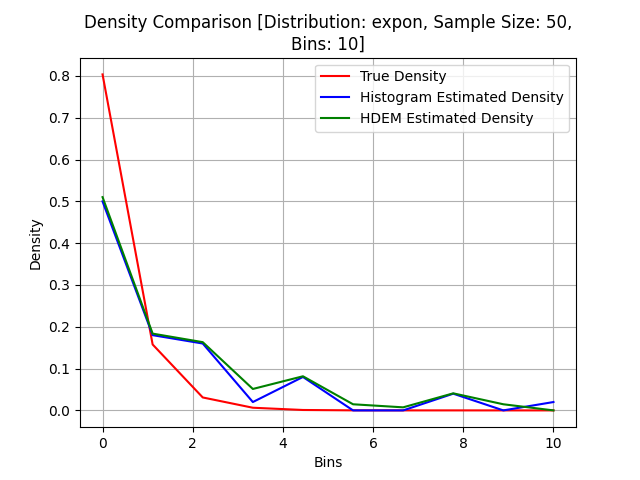 Density Comparison [Distribution: expon, Sample Size: 50,
Bins: 10]
True Density
Histogram Estimated Density
HDEM Estimated Density
Density
0.8
0.7
0.6
0.5
0.4
0.3
0.2
0.1
0.0
0 2 4 6 8 10
Bins